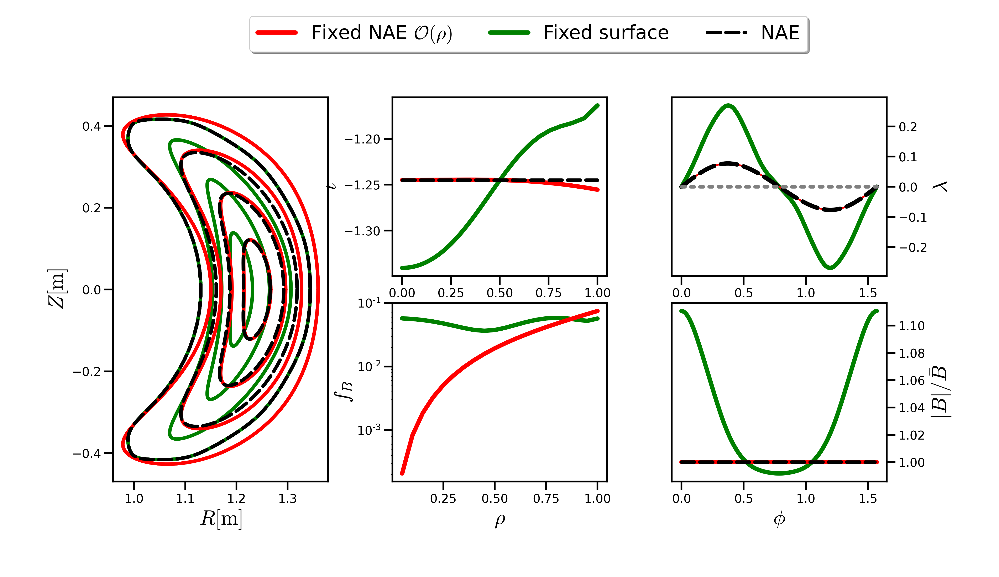 Fixed NAE 𝒪(ρ) Fixed surface NAE
Z[m]
0.4
0.2
0.0
−0.2
−0.4
1.0 1.1 1.2 1.3
R[m]
ι
−1.20
−1.25
−1.30
0.00 0.25 0.50 0.75 1.00
f_B
10⁻¹
10⁻²
10⁻³
0.25 0.50 0.75 1.00
ρ
0.2
0.1
0.0
−0.1
−0.2
λ
0.0 0.5 1.0 1.5
1.10
1.08
1.06
1.04
1.02
1.00
|B|/B̄
0.0 0.5 1.0 1.5
ϕ